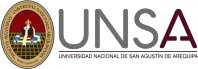 UNSA
UNIVERSIDAD NACIONAL DE SAN AGUSTÍN DE AREQUIPA